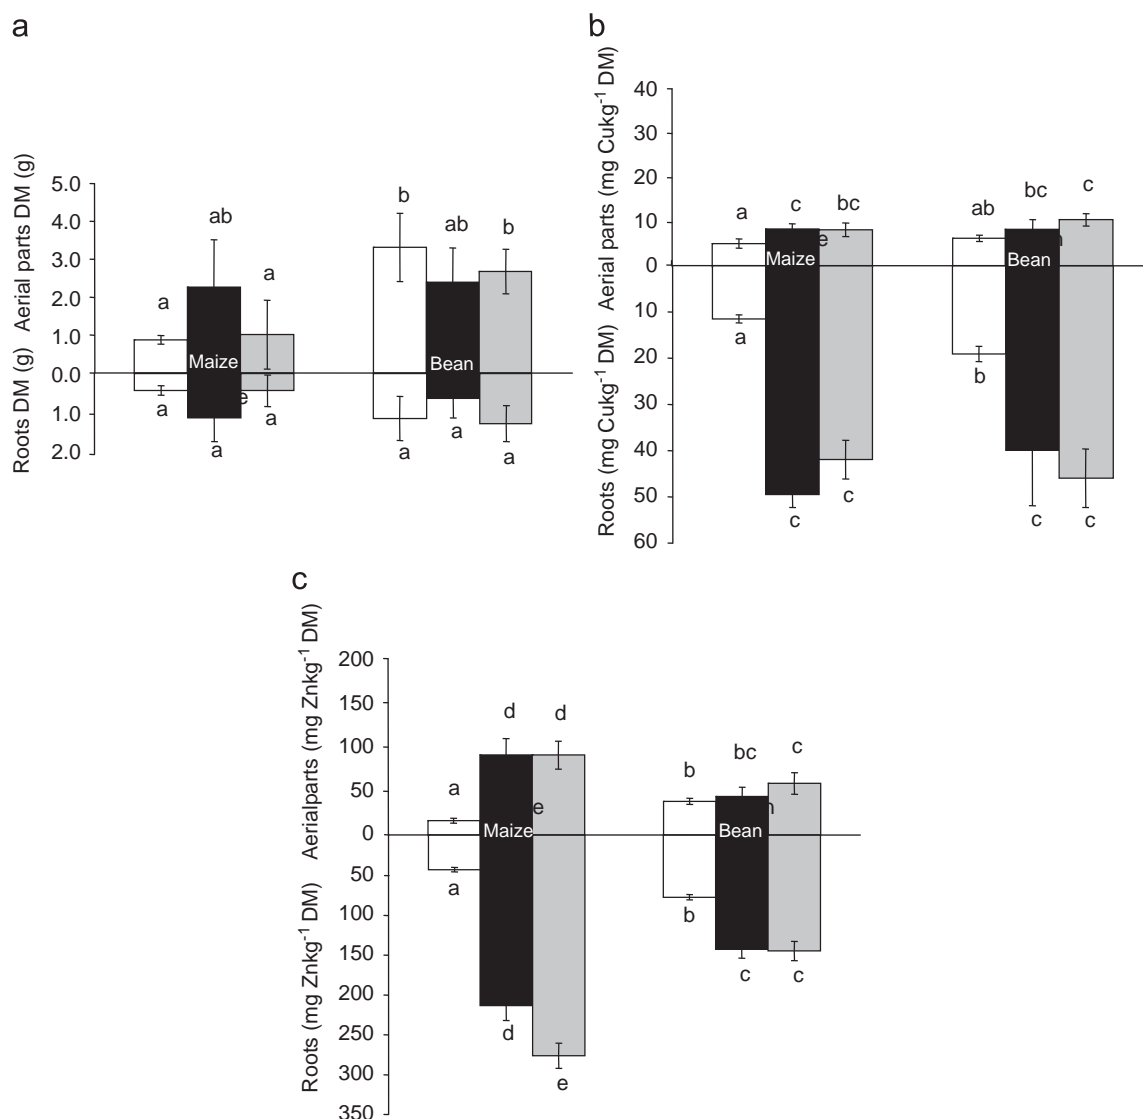 a
Aerial parts DM (g)
Roots DM (g)
5.0
4.0
3.0
2.0
1.0
0.0
1.0
2.0
a
ab
a
b
ab
b
Maize
e
Bean
a
a
a
a
a
a
b
Aerial parts (mg Cukg-1 DM)
Roots (mg Cukg-1 DM)
40
30
20
10
0
10
20
30
40
50
60
a
c
bc
ab
bc
c
e
n
Maize
Bean
a
c
c
b
c
c
c
Aerialparts (mg Znkg-1 DM)
Roots (mg Znkg-1 DM)
200
150
100
50
0
50
100
150
200
250
300
350
a
d
d
b
bc
c
e
n
Maize
Bean
a
d
e
b
c
c